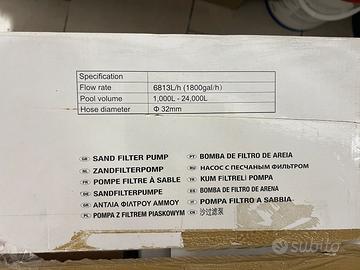 Specification
Flow rate 6813L/h (1800gal/h)
Pool volume 1,000L - 24,000L
Hose diameter Φ 32mm
GB SAND FILTER PUMP
NL ZANDFILTERPOMP
FR POMPE FILTRE À SABLE
DE SANDFILTERPUMPE
GR ΑΝΤΛΙΑ ΦΙΛΤΡΟΥ ΑΜΜΟΥ
PL POMPA Z FILTREM PIASKOWYM
PT BOMBA DE FILTRO DE AREIA
RU НАСОС С ПЕСЧАНЫМ ФИЛЬТРОМ
TR KUM FİLTRELİ POMPA
ES BOMBA DE FILTRO DE ARENA
IT POMPA FILTRO A SABBIA
CN 沙过滤泵
subito